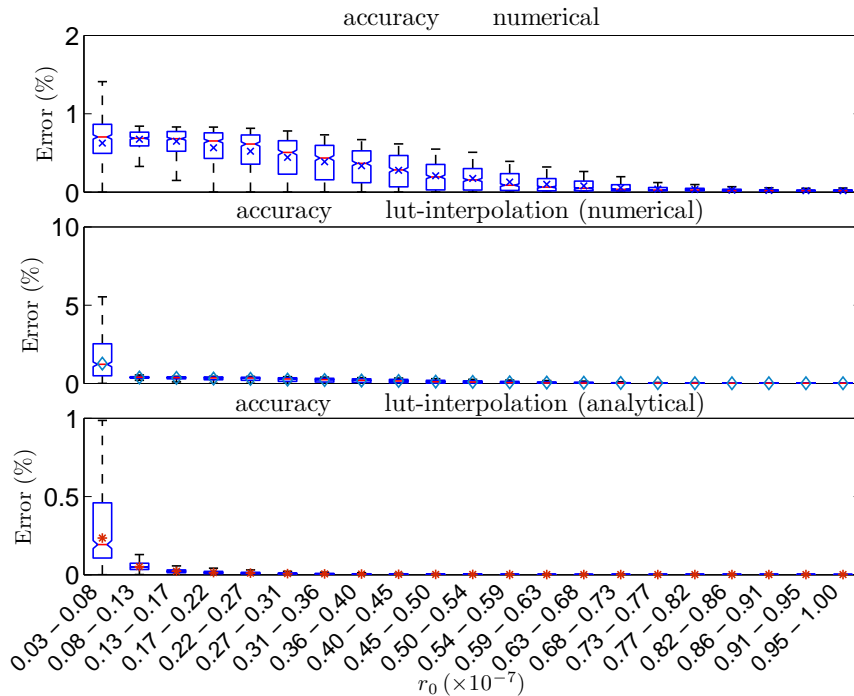 accuracy numerical
2
1
0
Error (%)
accuracy lut-interpolation (numerical)
10
5
0
Error (%)
accuracy lut-interpolation (analytical)
1
0.5
0
Error (%)
0.03 – 0.08
0.08 – 0.13
0.13 – 0.17
0.17 – 0.22
0.22 – 0.27
0.27 – 0.31
0.31 – 0.36
0.36 – 0.40
0.40 – 0.45
0.45 – 0.50
0.50 – 0.54
0.54 – 0.59
0.59 – 0.63
0.63 – 0.68
0.68 – 0.73
0.73 – 0.77
0.77 – 0.82
0.82 – 0.86
0.86 – 0.91
0.91 – 0.95
0.95 – 1.00
r₀ (×10⁻⁷)